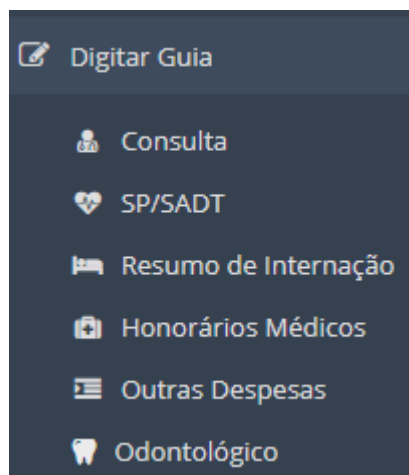 Digitar Guia
Consulta
SP/SADT
Resumo de Internação
Honorários Médicos
Outras Despesas
Odontológico